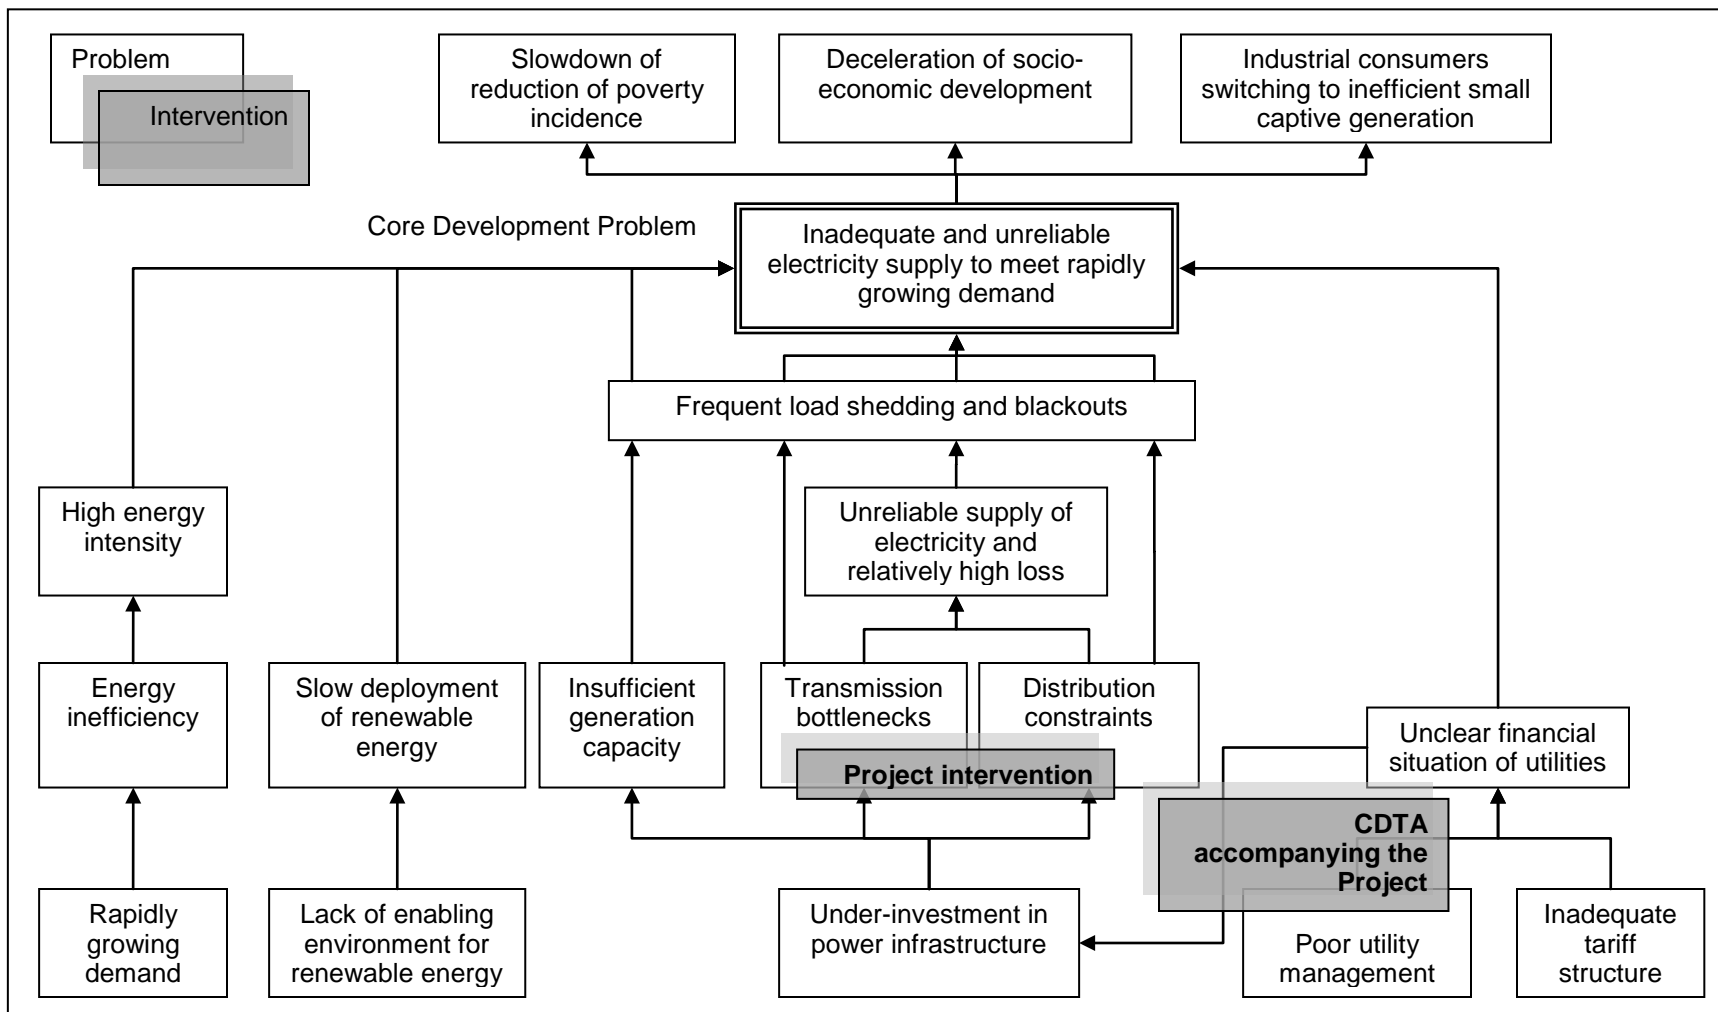 Problem
Intervention
Slowdown of
reduction of poverty
incidence
Deceleration of socio-
economic development
Industrial consumers
switching to inefficient small
captive generation
Core Development Problem
Inadequate and unreliable
electricity supply to meet rapidly
growing demand
Frequent load shedding and blackouts
High energy
intensity
Unreliable supply of
electricity and
relatively high loss
Energy
inefficiency
Slow deployment
of renewable
energy
Insufficient
generation
capacity
Transmission
bottlenecks
Distribution
constraints
Project intervention
Unclear financial
situation of utilities
CDTA
accompanying the
Project
Rapidly
growing
demand
Lack of enabling
environment for
renewable energy
Under-investment in
power infrastructure
Poor utility
management
Inadequate
tariff
structure